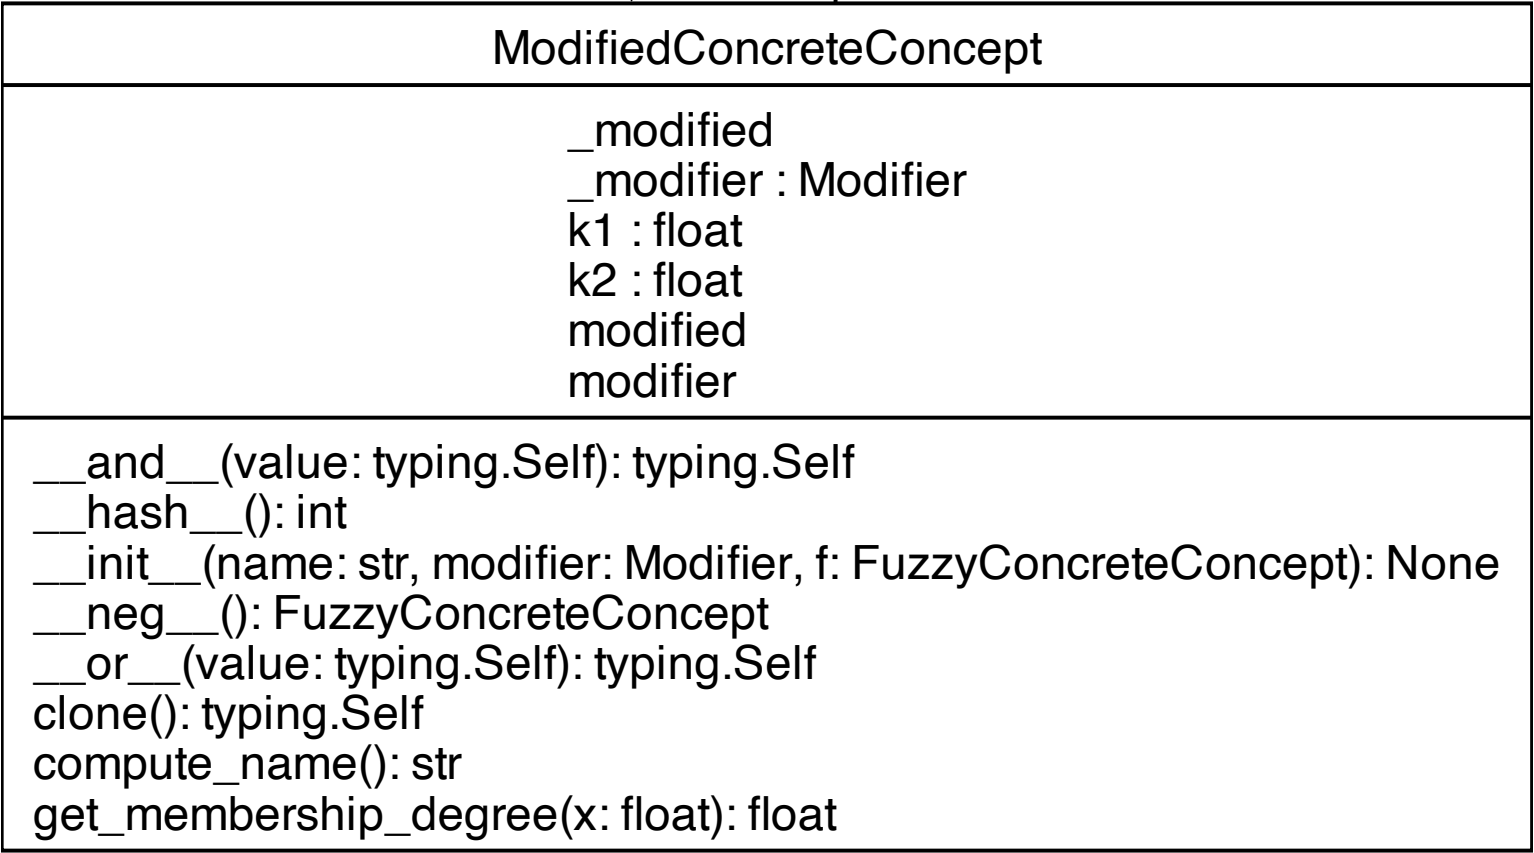 ModifiedConcreteConcept
_modified
_modifier : Modifier
k1 : float
k2 : float
modified
modifier
__and__(value: typing.Self): typing.Self
__hash__(): int
__init__(name: str, modifier: Modifier, f: FuzzyConcreteConcept): None
__neg__(): FuzzyConcreteConcept
__or__(value: typing.Self): typing.Self
clone(): typing.Self
compute_name(): str
get_membership_degree(x: float): float